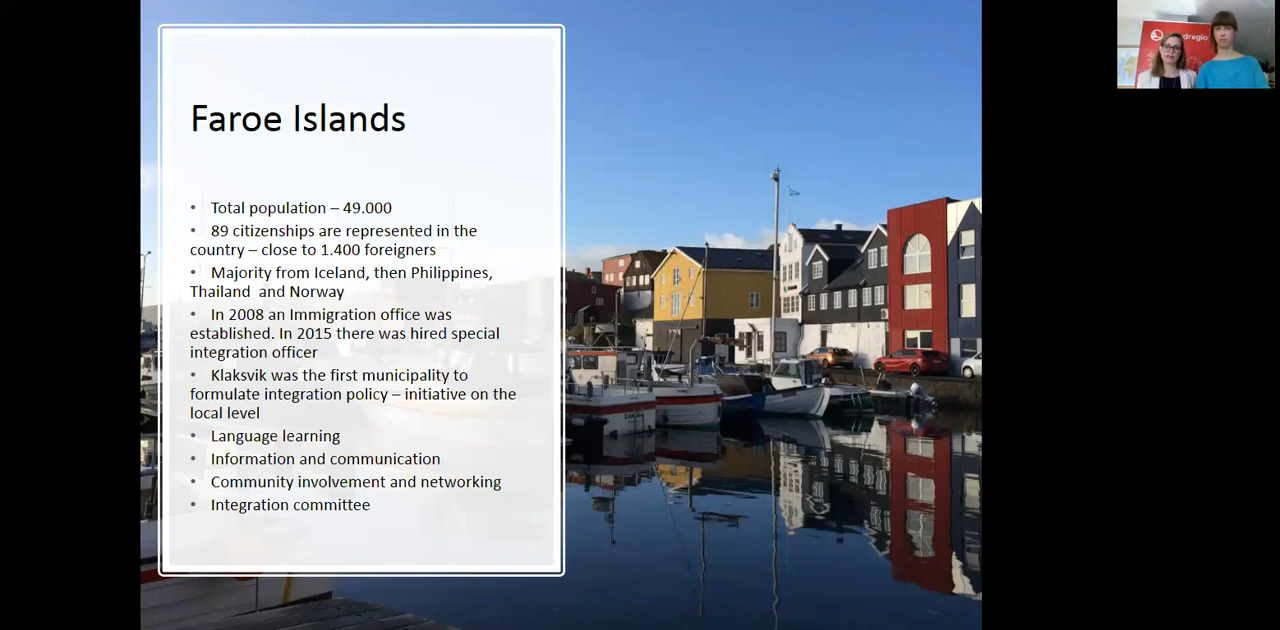 Faroe Islands
• Total population – 49.000
• 89 citizenships are represented in the
country – close to 1.400 foreigners
• Majority from Iceland, then Philippines,
Thailand and Norway
• In 2008 an Immigration office was
established. In 2015 there was hired special
integration officer
• Klaksvik was the first municipality to
formulate integration policy – initiative on the
local level
• Language learning
• Information and communication
• Community involvement and networking
• Integration committee